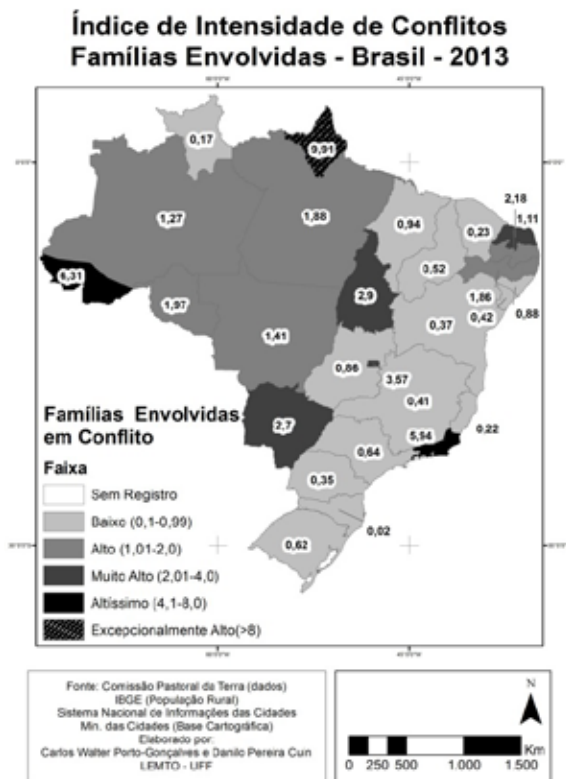 Índice de Intensidade de Conflitos
Famílias Envolvidas - Brasil - 2013
0,17
9,91
2,18
1,27
1,88
0,94
0,23
1,11
6,31
0,52
1,97
2,9
1,86
0,42
0,88
1,41
0,37
0,86
3,57
0,41
2,7
5,94
0,22
0,64
0,35
0,02
0,62
Famílias Envolvidas
em Conflito
Faixa
Sem Registro
Baixo (0,1-0,99)
Alto (1,01-2,0)
Muito Alto (2,01-4,0)
Altíssimo (4,1-8,0)
Excepcionalmente Alto(>8)
Fonte: Comissão Pastoral da Terra (dados)
IBGE (População Rural)
Sistema Nacional de Informações das Cidades
Min. das Cidades (Base Cartográfica)
Elaborado por:
Carlos Walter Porto-Gonçalves e Danilo Pereira Cuin
LEMTO - UFF
N
Km
0 250 500 1.000 1.500